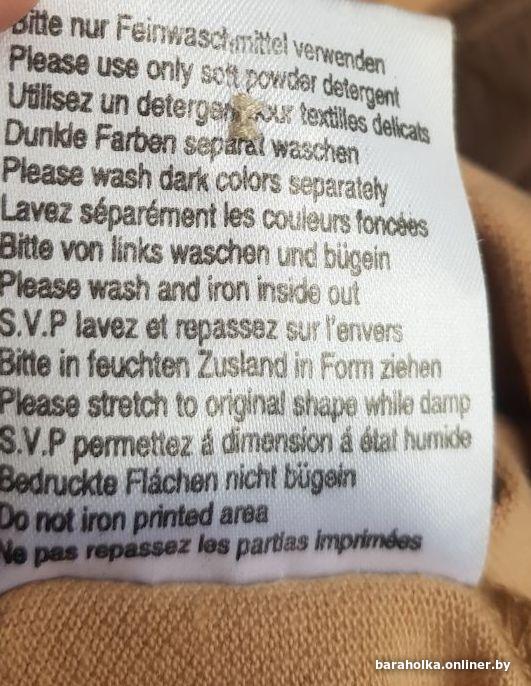 Bitte nur Feinwaschmittel verwenden
Please use only soft powder detergent
Utilisez un detergent pour textilles delicats
Dunkle Farben separat waschen
Please wash dark colors separately
Lavez séparément les couleurs foncées
Bitte von links waschen und bügein
Please wash and iron inside out
S.V.P lavez et repassez sur l'envers
Bitte in feuchten Zusland in Form ziehen
Please stretch to original shape while damp
S.V.P permettez á dimension á état humide
Bedruckte Fláchen nicht bügein
Do not iron printed area
Ne pas repassez les partias imprimées
baraholka.onliner.by